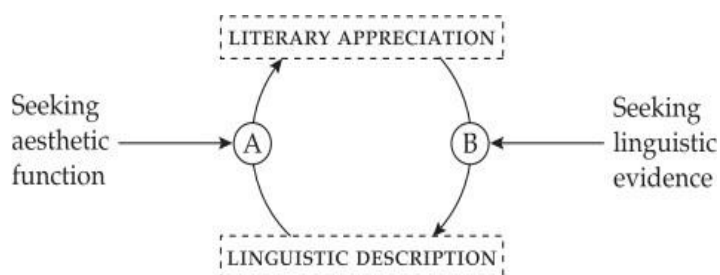 LITERARY APPRECIATION
Seeking
aesthetic
function
A
B
Seeking
linguistic
evidence
LINGUISTIC DESCRIPTION